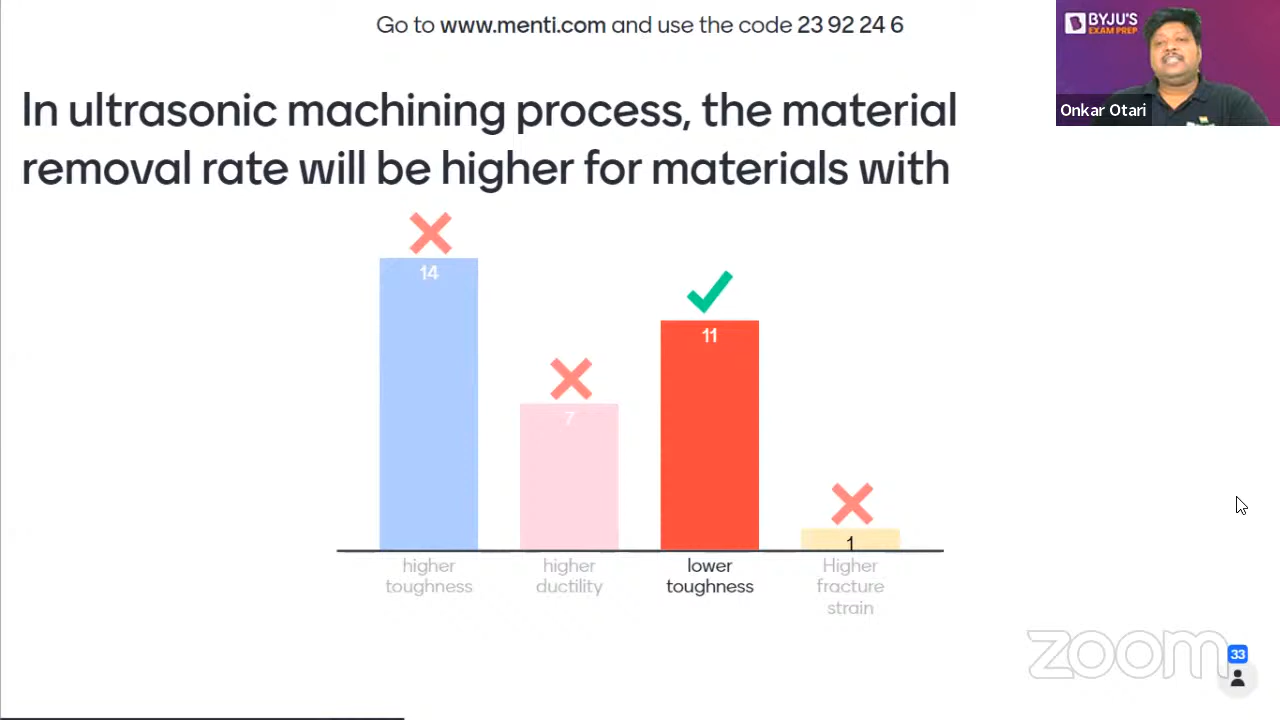 Go to www.menti.com and use the code 23 92 24 6
BYJU'S
EXAM PREP
Onkar Otari
In ultrasonic machining process, the material
removal rate will be higher for materials with
14
7
11
1
higher
toughness
higher
ductility
lower
toughness
Higher
fracture
strain
zoom
33